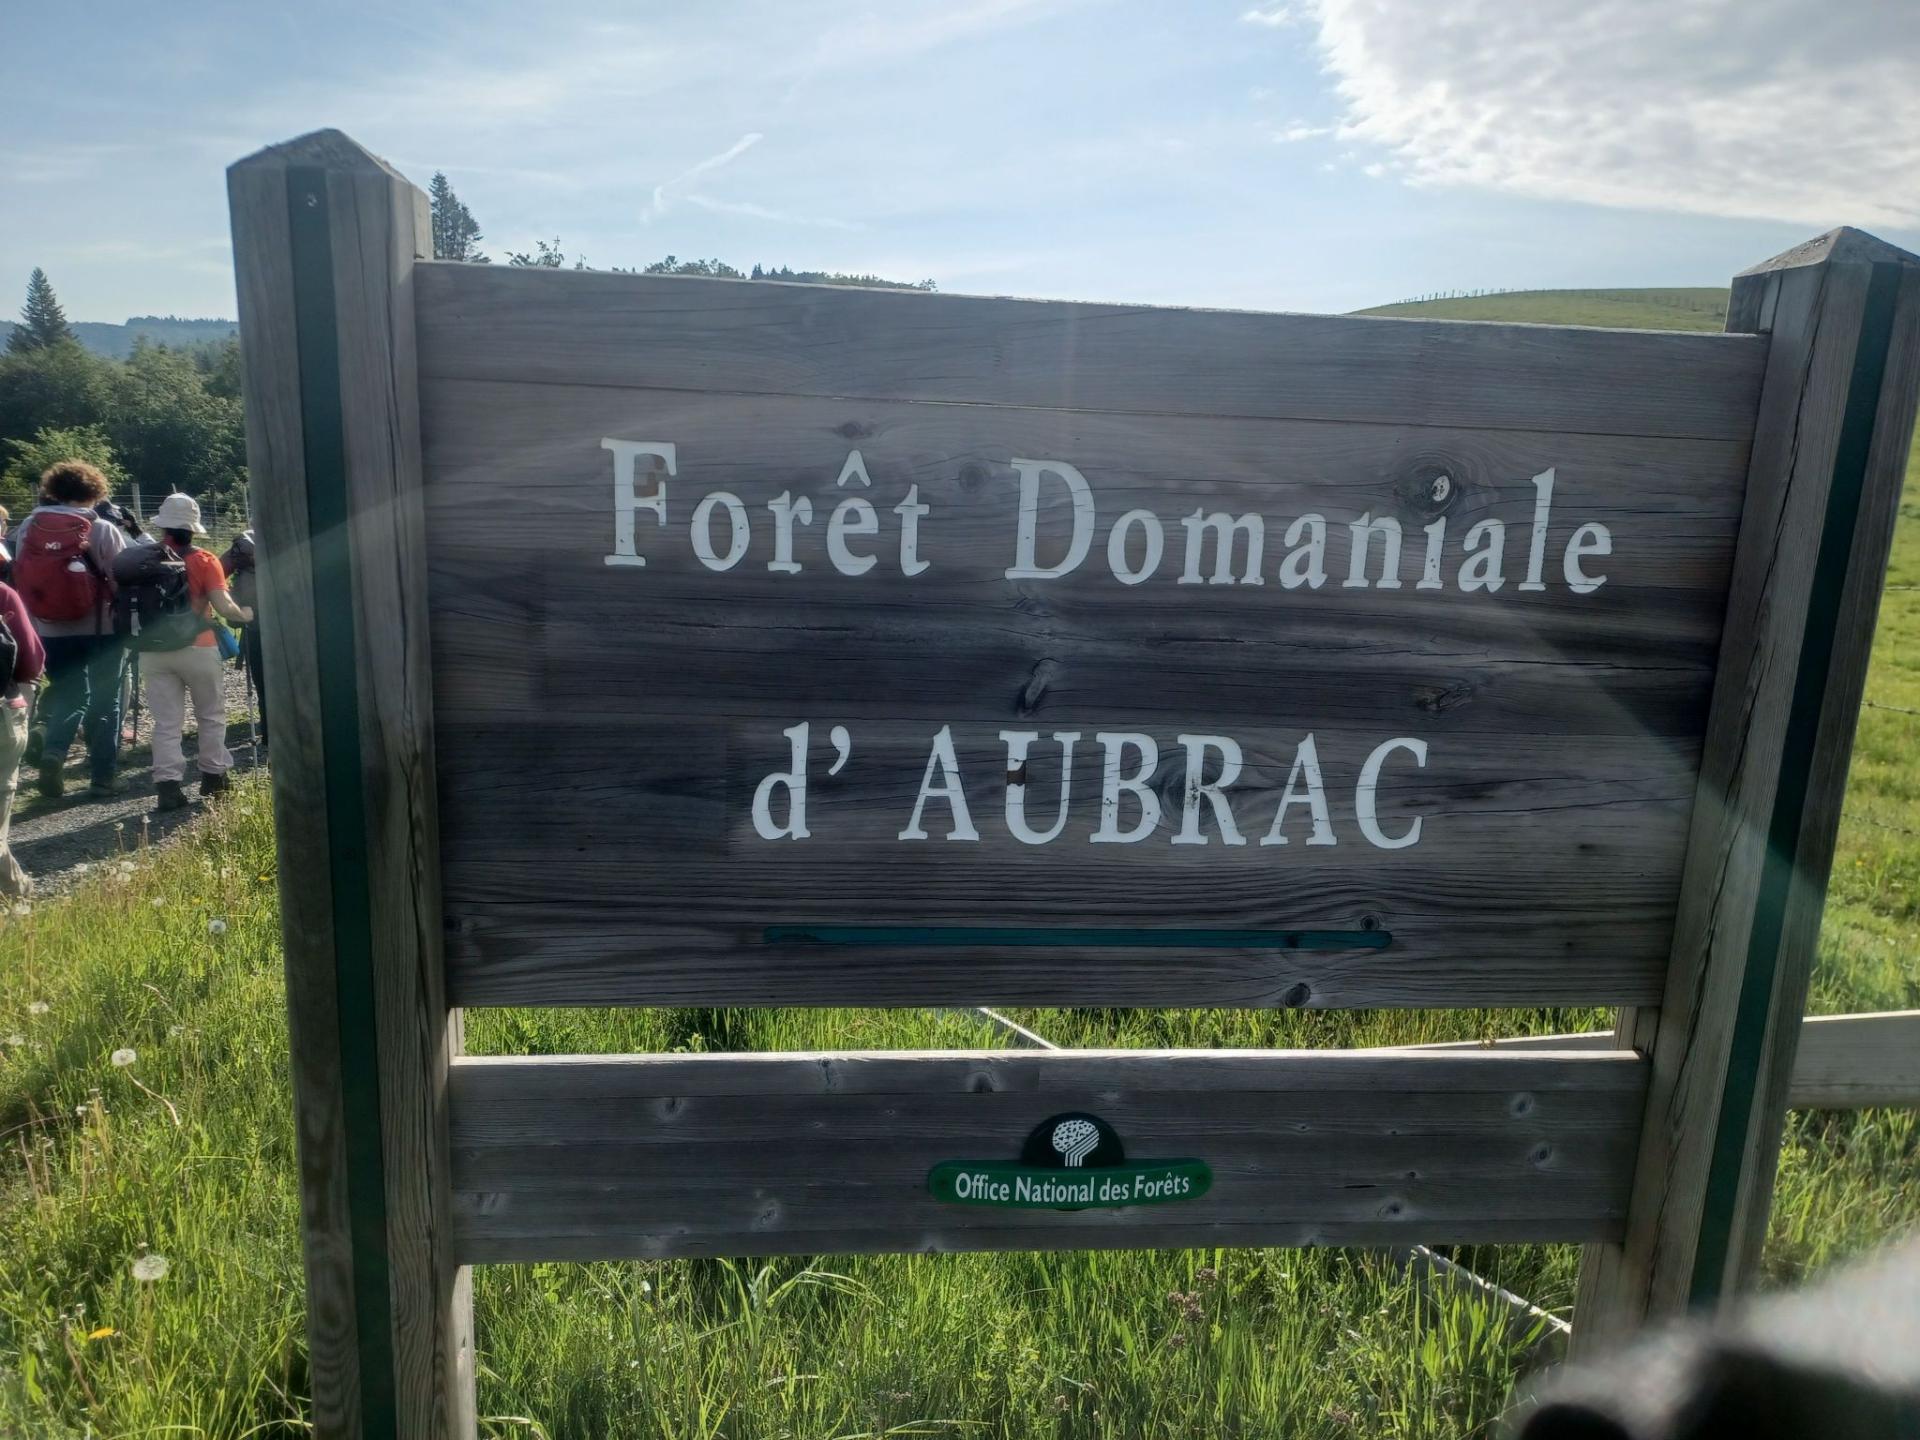 Forêt Domaniale
d' AUBRAC
Office National des Forêts